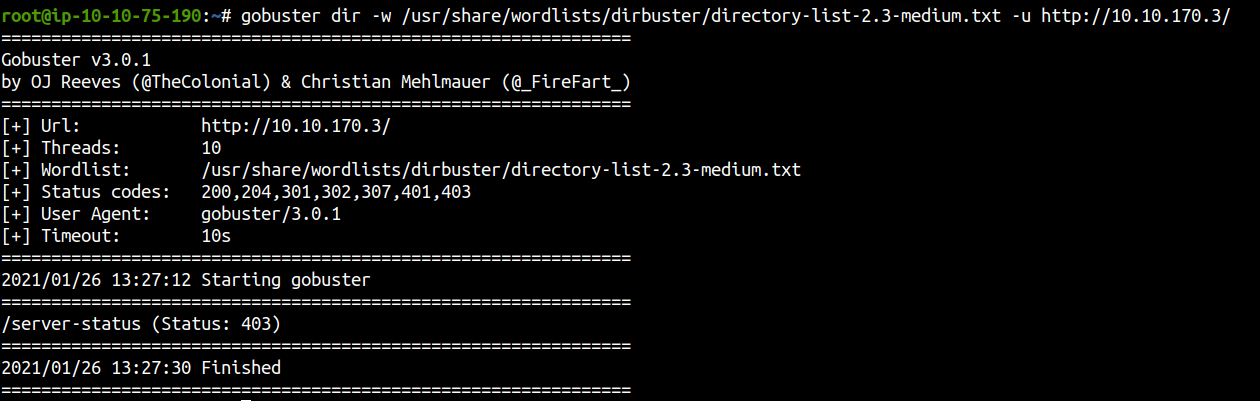 root@ip-10-10-75-190:~# gobuster dir -w /usr/share/wordlists/dirbuster/directory-list-2.3-medium.txt -u http://10.10.170.3/
===============================================================
Gobuster v3.0.1
by OJ Reeves (@TheColonial) & Christian Mehlmauer (@_FireFart_)
===============================================================
[+] Url:            http://10.10.170.3/
[+] Threads:        10
[+] Wordlist:       /usr/share/wordlists/dirbuster/directory-list-2.3-medium.txt
[+] Status codes:   200,204,301,302,307,401,403
[+] User Agent:     gobuster/3.0.1
[+] Timeout:        10s
===============================================================
2021/01/26 13:27:12 Starting gobuster
===============================================================
/server-status (Status: 403)
===============================================================
2021/01/26 13:27:30 Finished
===============================================================